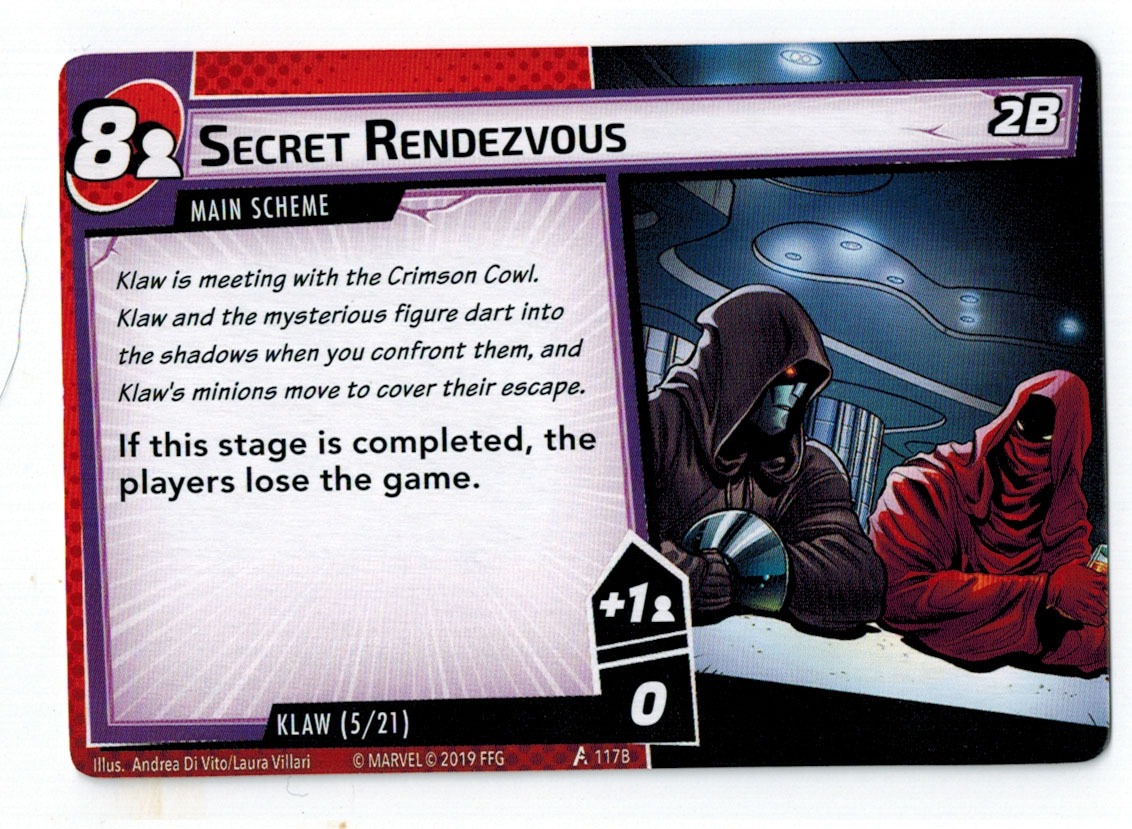 8
SECRET RENDEZVOUS
2B
MAIN SCHEME
Klaw is meeting with the Crimson Cowl.
Klaw and the mysterious figure dart into
the shadows when you confront them, and
Klaw's minions move to cover their escape.
If this stage is completed, the
players lose the game.
+1
0
KLAW (5/21)
Illus. Andrea Di Vito/Laura Villari
© MARVEL © 2019 FFG
117B